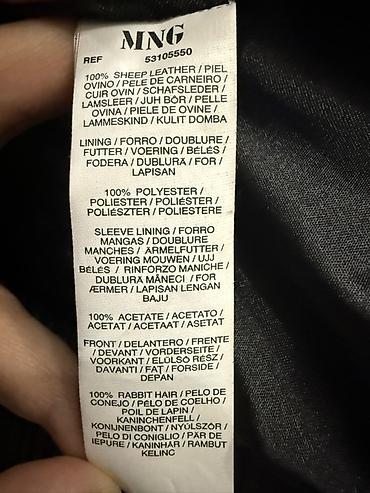 MNG
REF 53105550
100% SHEEP LEATHER / PIEL
OVINO / PELE DE CARNEIRO /
CUIR OVIN / SCHAFSLEDER /
LAMSLEER / JUH BŐR / PELLE
OVINA / PIELE DE OVINE /
LAMMESKIND / KULIT DOMBA
LINING / FORRO / DOUBLURE /
FUTTER / VOERING / BÉLÉS /
FODERA / DUBLURA / FOR /
LAPISAN
100% POLYESTER /
POLIESTER / POLIÉSTER /
POLIÉSZTER / POLIESTERE
SLEEVE LINING / FORRO
MANGAS / DOUBLURE
MANCHES / ÄRMELFUTTER /
VOERING MOUWEN / UJJ
BÉLÉS / RINFORZO MANICHE /
DUBLURA MÂNECI / FOR
ÆRMER / LAPISAN LENGAN
BAJU
100% ACETATE / ACETATO /
ACETAT / ACETAAT / ASETAT
FRONT / DELANTERO / FRENTE
/ DEVANT / VORDERSEITE /
VOORKANT / ELÜLSŐ RÉSZ /
DAVANTI / FAȚ / FORSIDE /
DEPAN
100% RABBIT HAIR / PELO DE
CONEJO / PÊLO DE COELHO /
POIL DE LAPIN /
KANINCHENFELL /
KONIJNENBONT / NYÚLSZŐR /
PELO DI CONIGLIO / PĂR DE
IEPURE / KANINHÅR / RAMBUT
KELINC